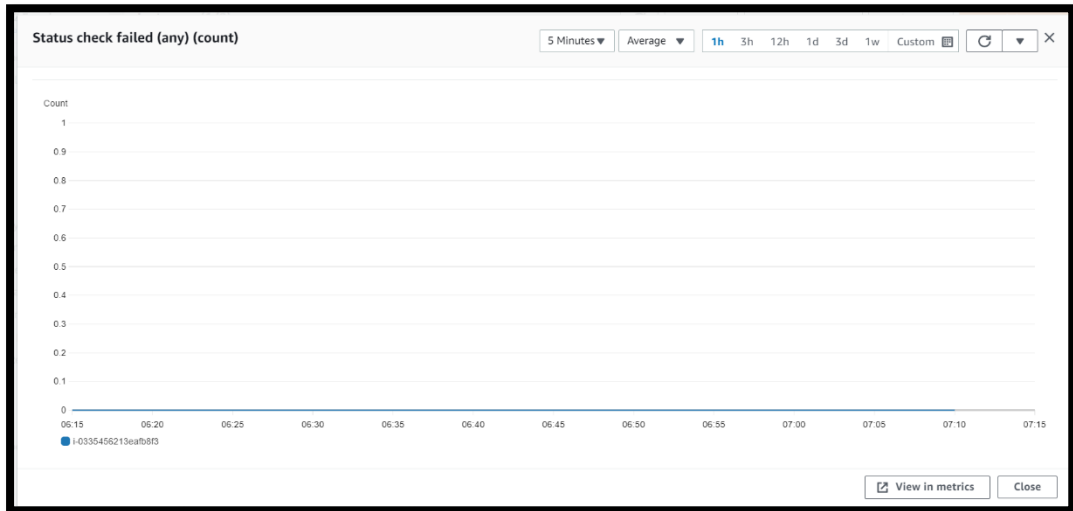 Status check failed (any) (count)
5 Minutes Average 1h 3h 12h 1d 3d 1w Custom
Count
1
0.9
0.8
0.7
0.6
0.5
0.4
0.3
0.2
0.1
0
06:15 06:20 06:25 06:30 06:35 06:40 06:45 06:50 06:55 07:00 07:05 07:10 07:15
i-0335456213eafb8f3
View in metrics Close